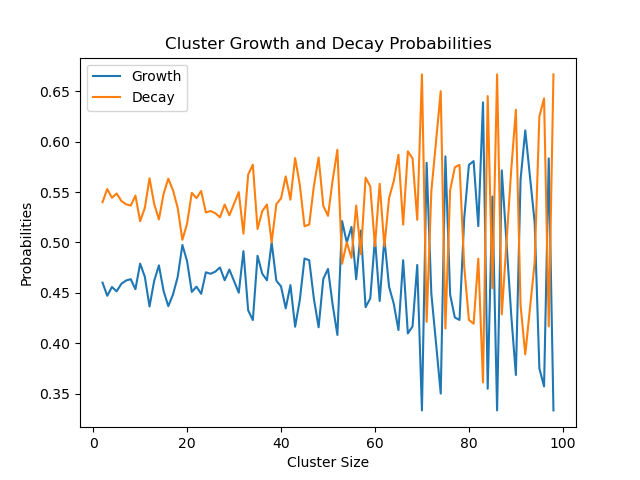 Cluster Growth and Decay Probabilities
Growth
Decay
0.65
0.60
0.55
0.50
0.45
0.40
0.35
Probabilities
0 20 40 60 80 100
Cluster Size